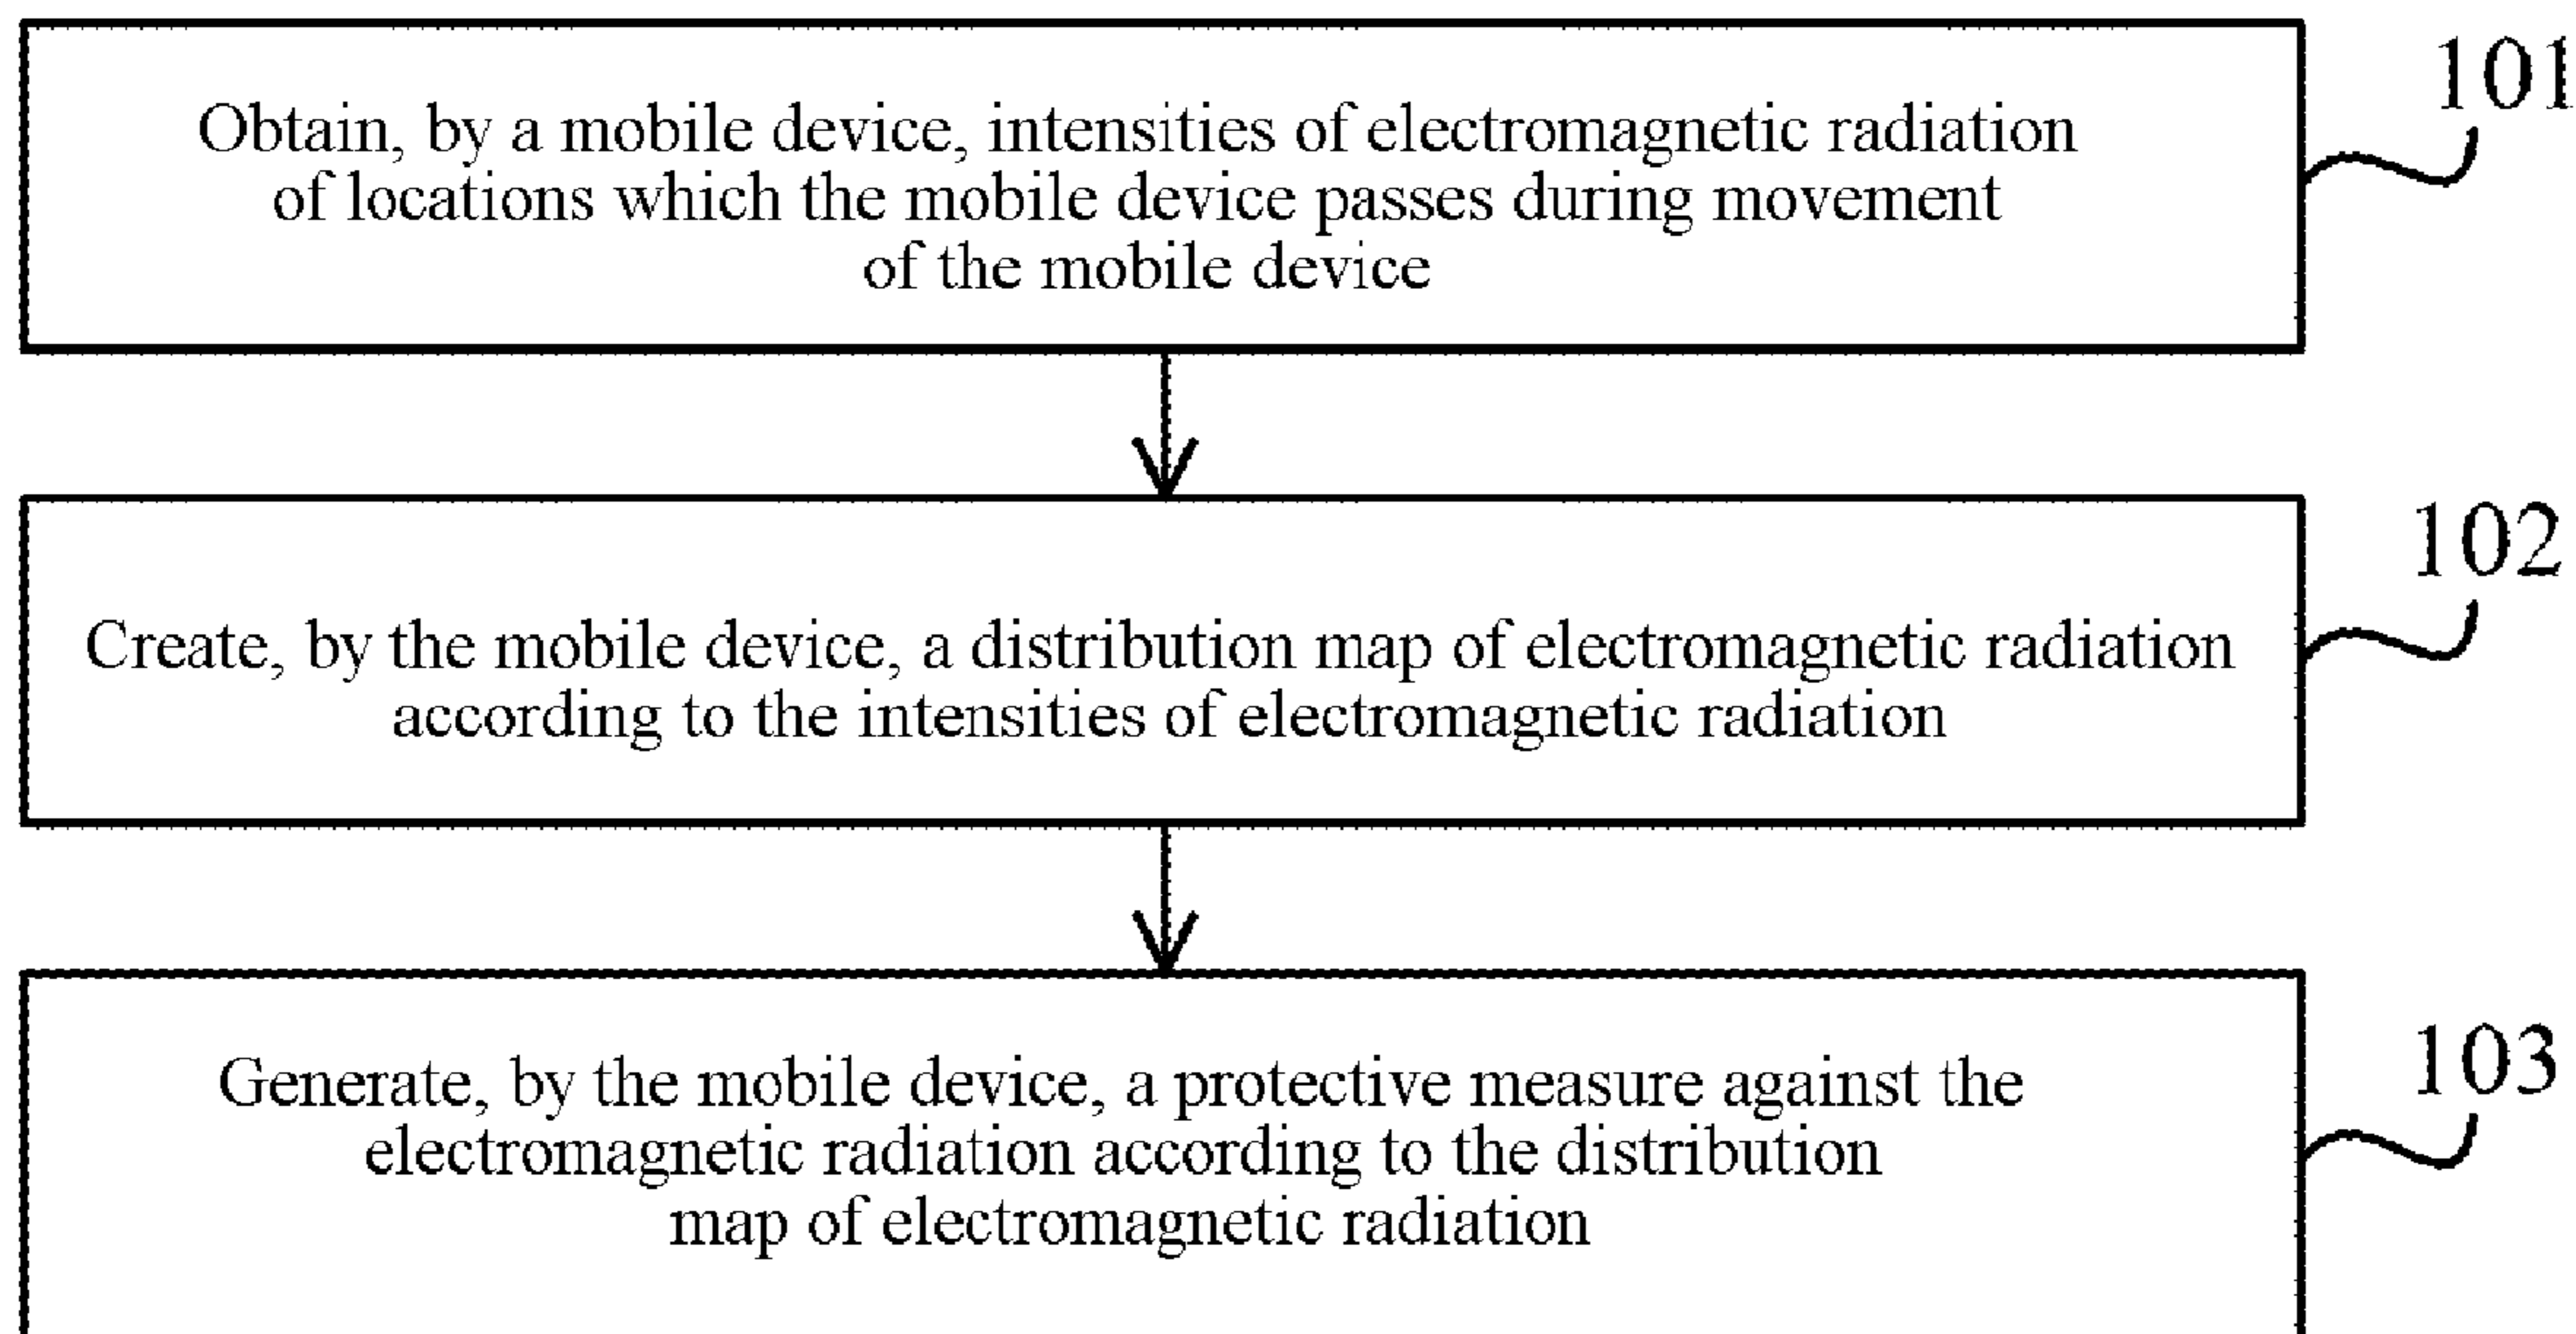 101
Obtain, by a mobile device, intensities of electromagnetic radiation
of locations which the mobile device passes during movement
of the mobile device
102
Create, by the mobile device, a distribution map of electromagnetic radiation
according to the intensities of electromagnetic radiation
103
Generate, by the mobile device, a protective measure against the
electromagnetic radiation according to the distribution
map of electromagnetic radiation